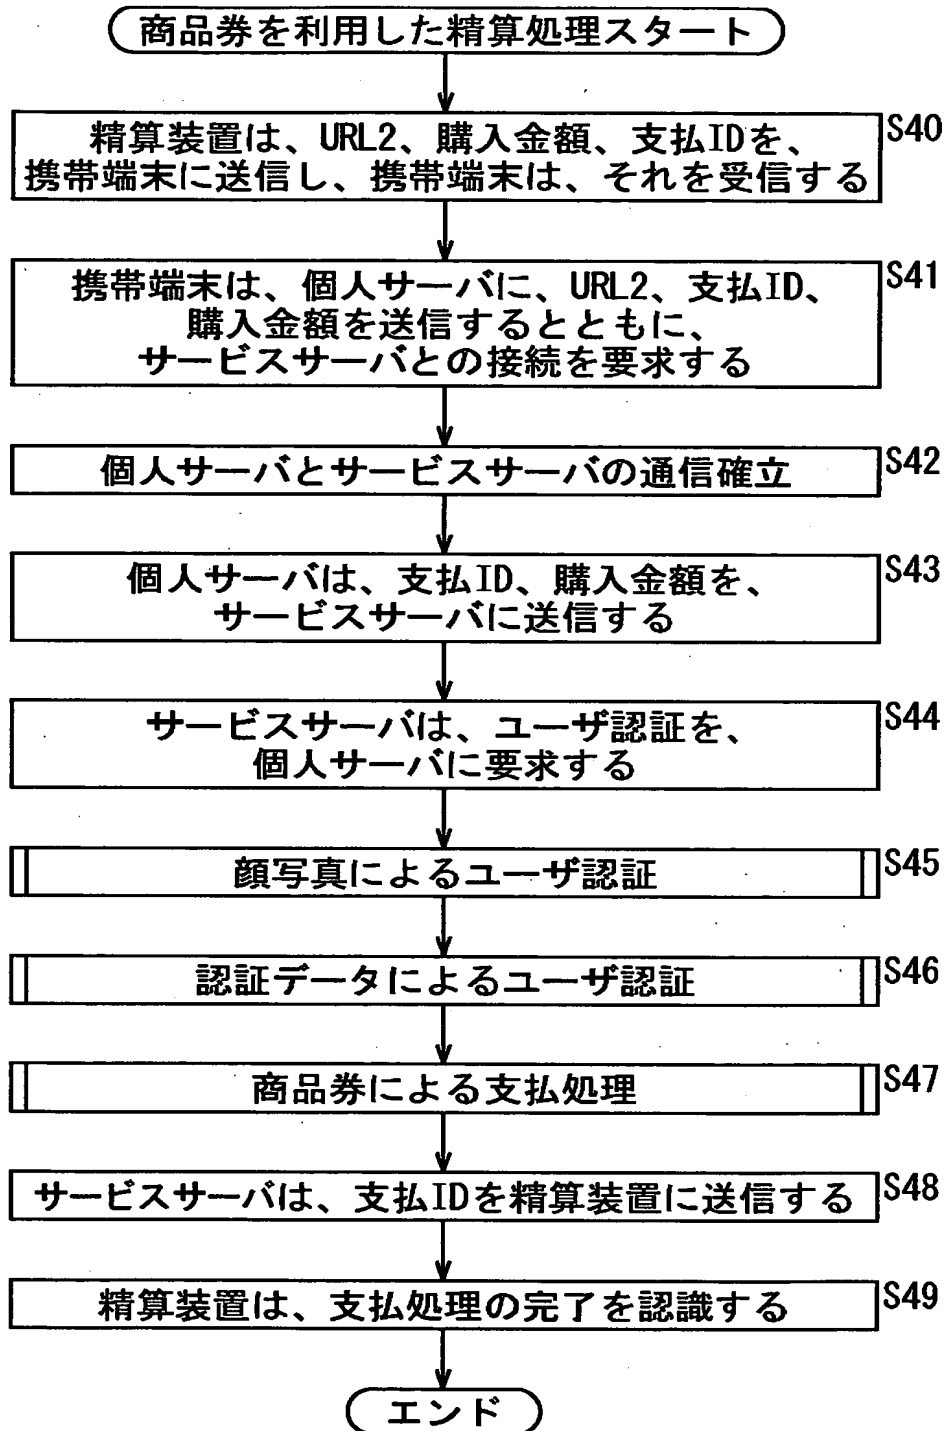 商品券を利用した精算処理スタート
精算装置は、URL2、購入金額、支払IDを、
携帯端末に送信し、携帯端末は、それを受信する
S40
携帯端末は、個人サーバに、URL2、支払ID、
購入金額を送信するとともに、
サービスサーバとの接続を要求する
S41
個人サーバとサービスサーバの通信確立
S42
個人サーバは、支払ID、購入金額を、
サービスサーバに送信する
S43
サービスサーバは、ユーザ認証を、
個人サーバに要求する
S44
顔写真によるユーザ認証
S45
認証データによるユーザ認証
S46
商品券による支払処理
S47
サービスサーバは、支払IDを精算装置に送信する
S48
精算装置は、支払処理の完了を認識する
S49
エンド